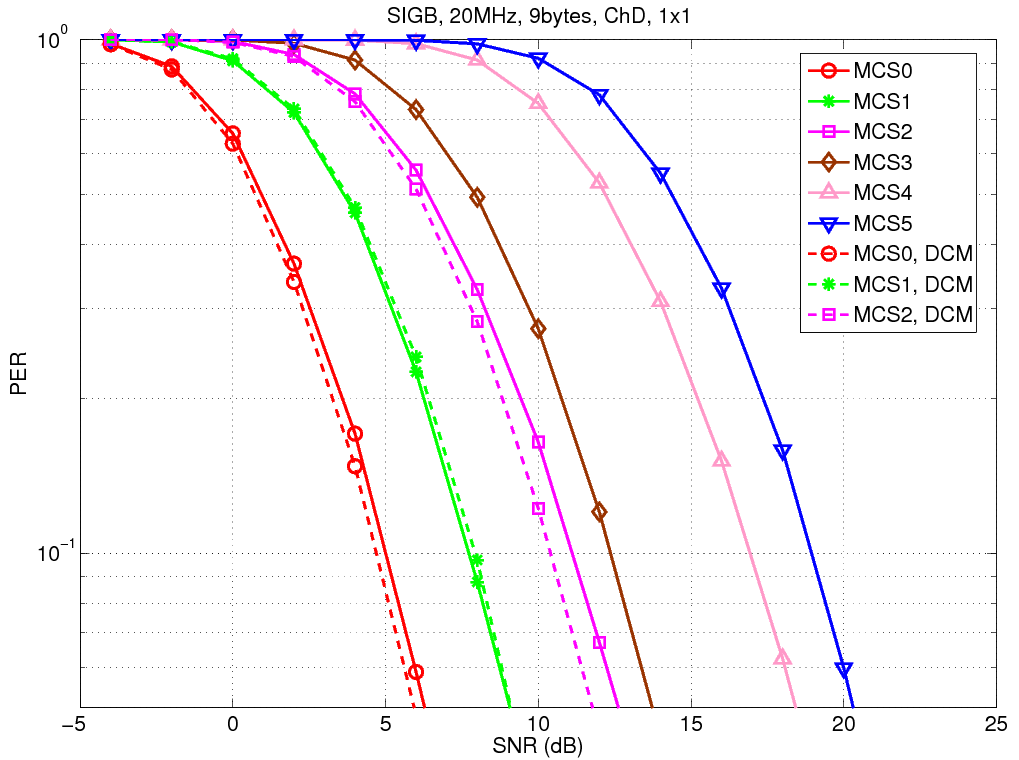 SIGB, 20MHz, 9bytes, ChD, 1x1
10^0
10^-1
PER
MCS0
MCS1
MCS2
MCS3
MCS4
MCS5
MCS0, DCM
MCS1, DCM
MCS2, DCM
−5 0 5 10 15 20 25
SNR (dB)